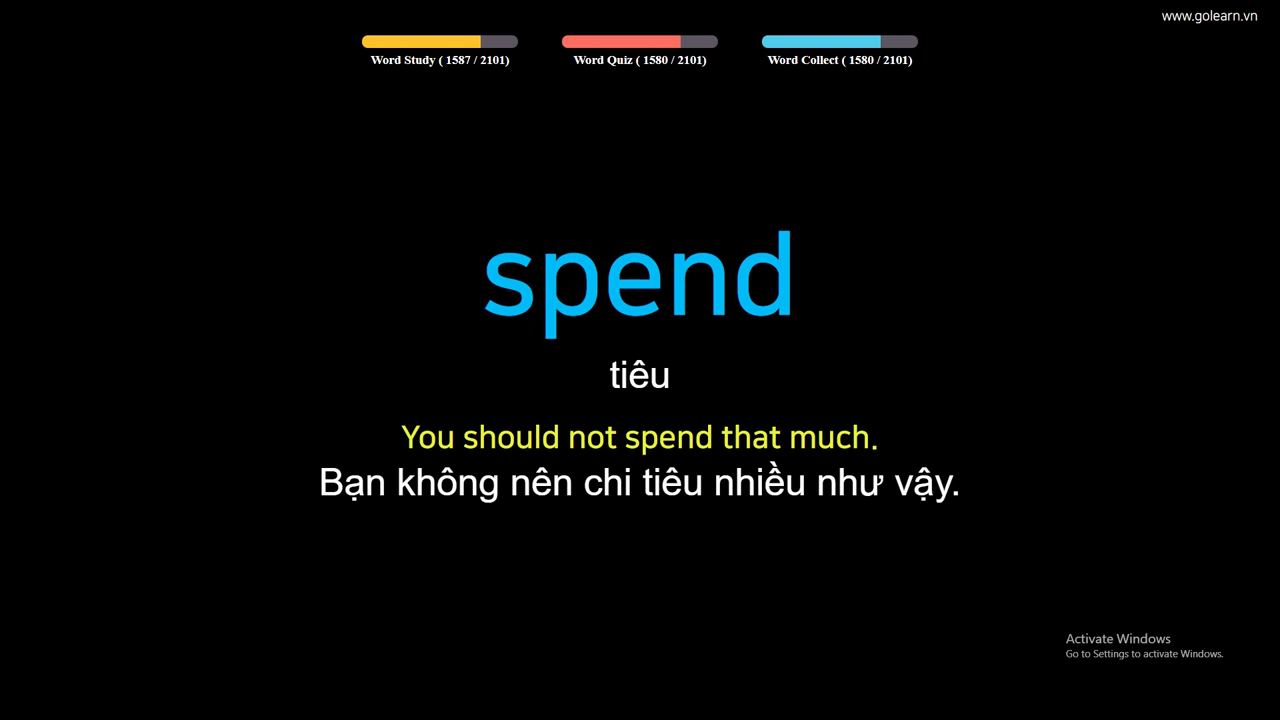 www.golearn.vn
Word Study ( 1587 / 2101)
Word Quiz ( 1580 / 2101)
Word Collect ( 1580 / 2101)
spend
tiêu
You should not spend that much.
Bạn không nên chi tiêu nhiều như vậy.
Activate Windows
Go to Settings to activate Windows.